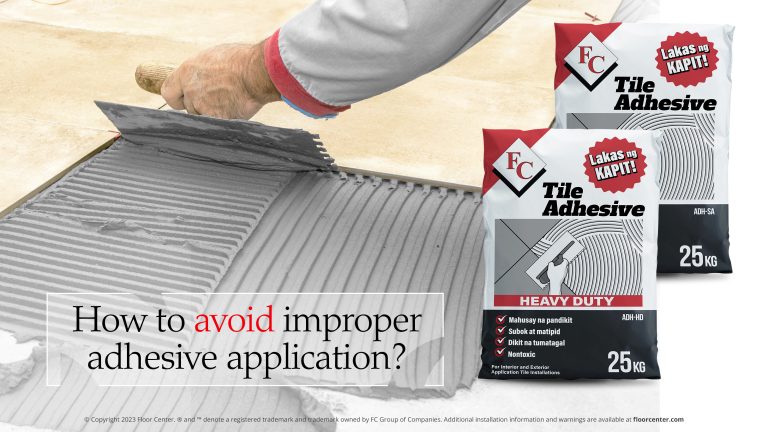 How to avoid improper
adhesive application?
FC
Lakas ng
KAPIT!
Tile
Adhesive
ADH-SA
25KG
FC
Lakas ng
KAPIT!
Tile
Adhesive
HEAVY DUTY
ADH-HD
Mahusay na pandikit
Subok at matipid
Dikit na tumatagal
Nontoxic
For Interior and Exterior
Application Tile Installations
25KG
© Copyright 2023 Floor Center. ® and ™ denote a registered trademark and trademark owned by FC Group of Companies. Additional installation information and warnings are available at floorcenter.com